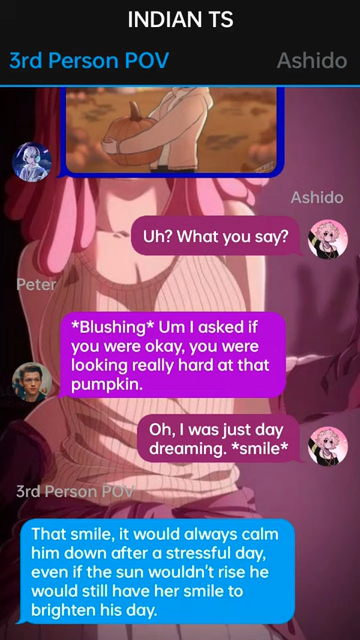 INDIAN TS
3rd Person POV
Ashido
Ashido
Uh? What you say?
Peter
*Blushing* Um I asked if
you were okay, you were
looking really hard at that
pumpkin.
Oh, I was just day
dreaming. *smile*
3rd Person POV
That smile, it would always calm
him down after a stressful day,
even if the sun wouldn't rise he
would still have her smile to
brighten his day.